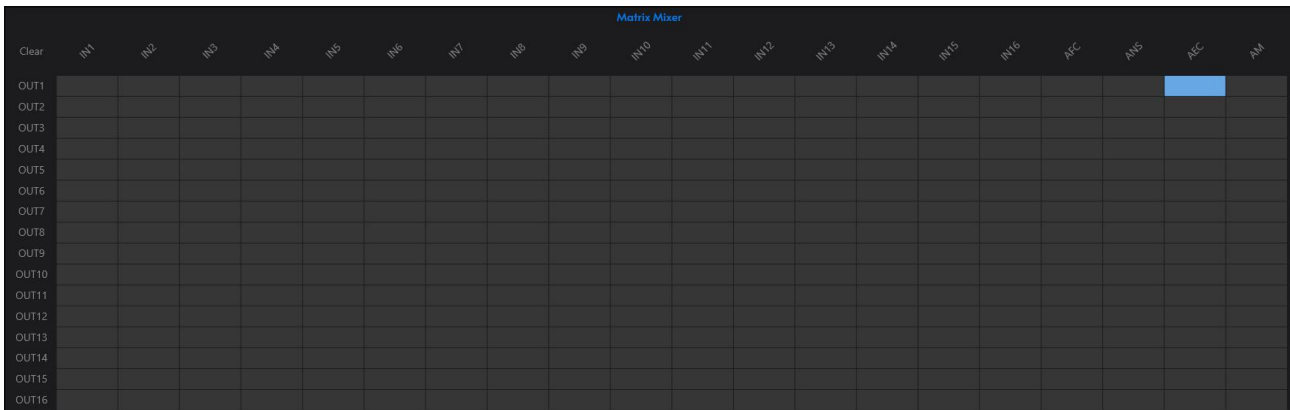 Matrix Mixer
Clear IN1 IN2 IN3 IN4 IN5 IN6 IN7 IN8 IN9 IN10 IN11 IN12 IN13 IN14 IN15 IN16 AFC ANS AEC AM
OUT1
OUT2
OUT3
OUT4
OUT5
OUT6
OUT7
OUT8
OUT9
OUT10
OUT11
OUT12
OUT13
OUT14
OUT15
OUT16